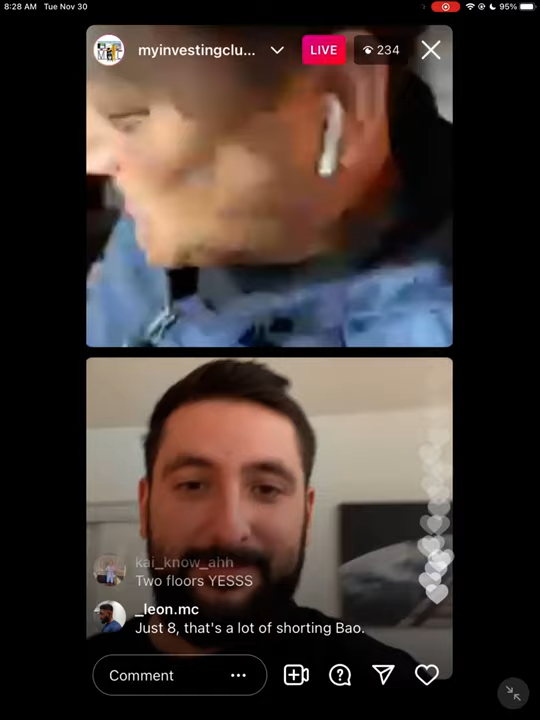 8:28 AM Tue Nov 30
95%
myinvestingclu...
LIVE
234
kai_know_ahh
Two floors YESSS
_leon.mc
Just 8, that's a lot of shorting Bao.
Comment